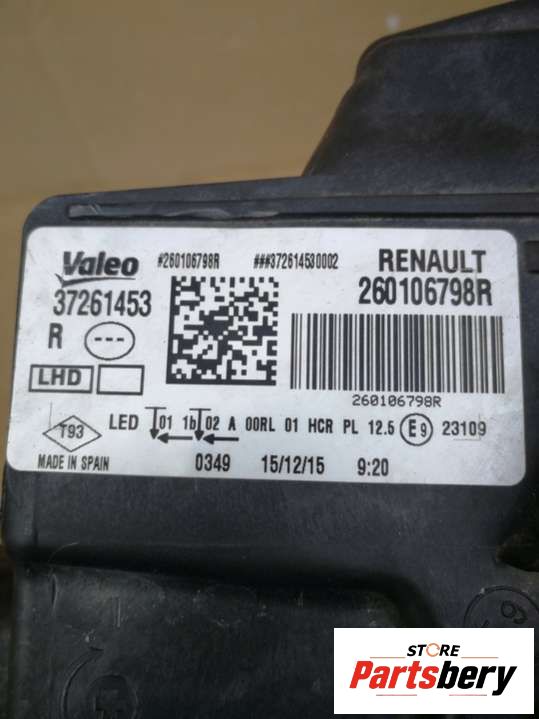 Valeo #260106798R ###372614530002 RENAULT
37261453 260106798R
R ---
LHD
260106798R
LED 01 1b 02 A 00RL 01 HCR PL 12.5 E9 23109
T93
MADE IN SPAIN 0349 15/12/15 9:20
STORE
Partsbery